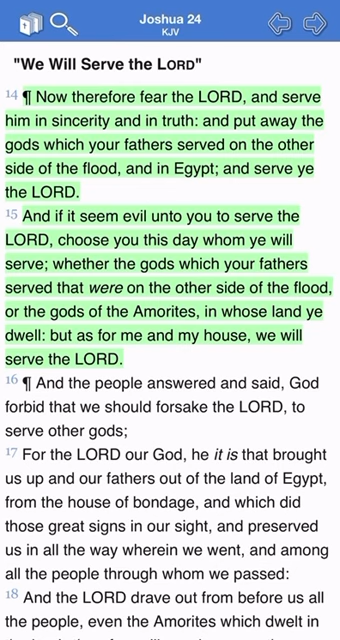 Joshua 24
KJV
"We Will Serve the LORD"
14 ¶ Now therefore fear the LORD, and serve
him in sincerity and in truth: and put away the
gods which your fathers served on the other
side of the flood, and in Egypt; and serve ye
the LORD.
15 And if it seem evil unto you to serve the
LORD, choose you this day whom ye will
serve; whether the gods which your fathers
served that were on the other side of the flood,
or the gods of the Amorites, in whose land ye
dwell: but as for me and my house, we will
serve the LORD.
16 ¶ And the people answered and said, God
forbid that we should forsake the LORD, to
serve other gods;
17 For the LORD our God, he it is that brought
us up and our fathers out of the land of Egypt,
from the house of bondage, and which did
those great signs in our sight, and preserved
us in all the way wherein we went, and among
all the people through whom we passed:
18 And the LORD drave out from before us all
the people, even the Amorites which dwelt in